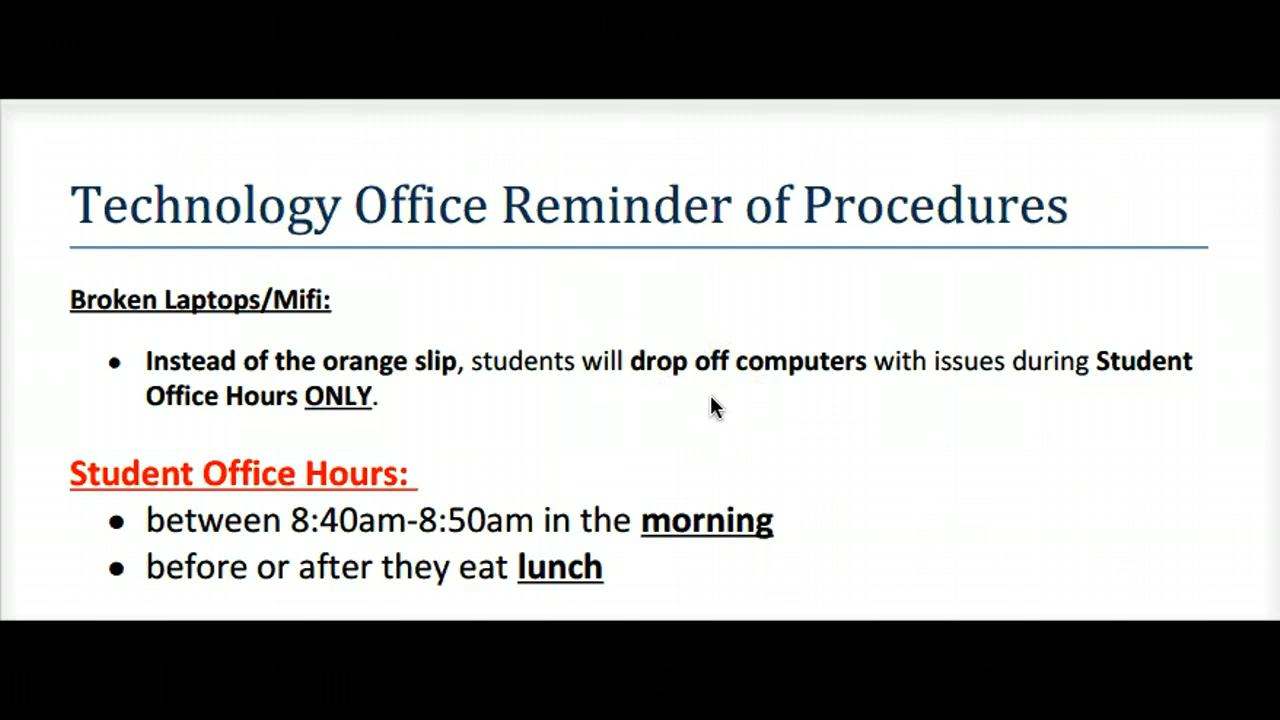 Technology Office Reminder of Procedures
Broken Laptops/Mifi:
• Instead of the orange slip, students will drop off computers with issues during Student
Office Hours ONLY.
Student Office Hours:
• between 8:40am-8:50am in the morning
• before or after they eat lunch